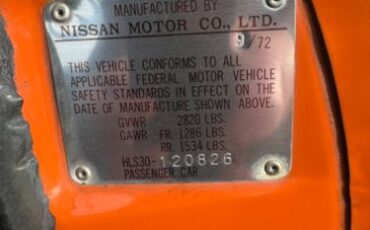 MANUFACTURED BY
NISSAN MOTOR CO., LTD.
9/72
THIS VEHICLE CONFORMS TO ALL
APPLICABLE FEDERAL MOTOR VEHICLE
SAFETY STANDARDS IN EFFECT ON THE
DATE OF MANUFACTURE SHOWN ABOVE.
GVWR 2820 LBS.
GAWR FR. 1286 LBS.
RR. 1534 LBS.
HLS30-120826
PASSENGER CAR